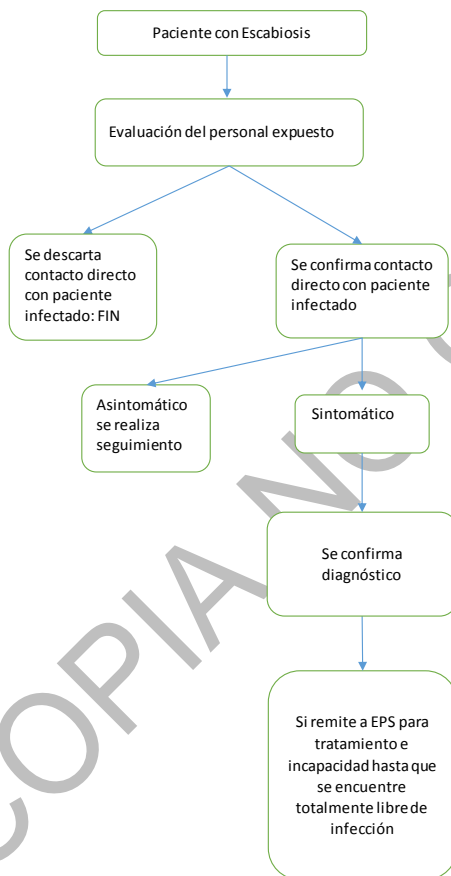 Paciente con Escabiosis
Evaluación del personal expuesto
Se descarta
contacto directo
con paciente
infectado: FIN
Se confirma contacto
directo con paciente
infectado
Asintomático
se realiza
seguimiento
Sintomático
Se confirma
diagnóstico
Si remite a EPS para
tratamiento e
incapacidad hasta que
se encuentre
totalmente libre de
infección
COPIA NO